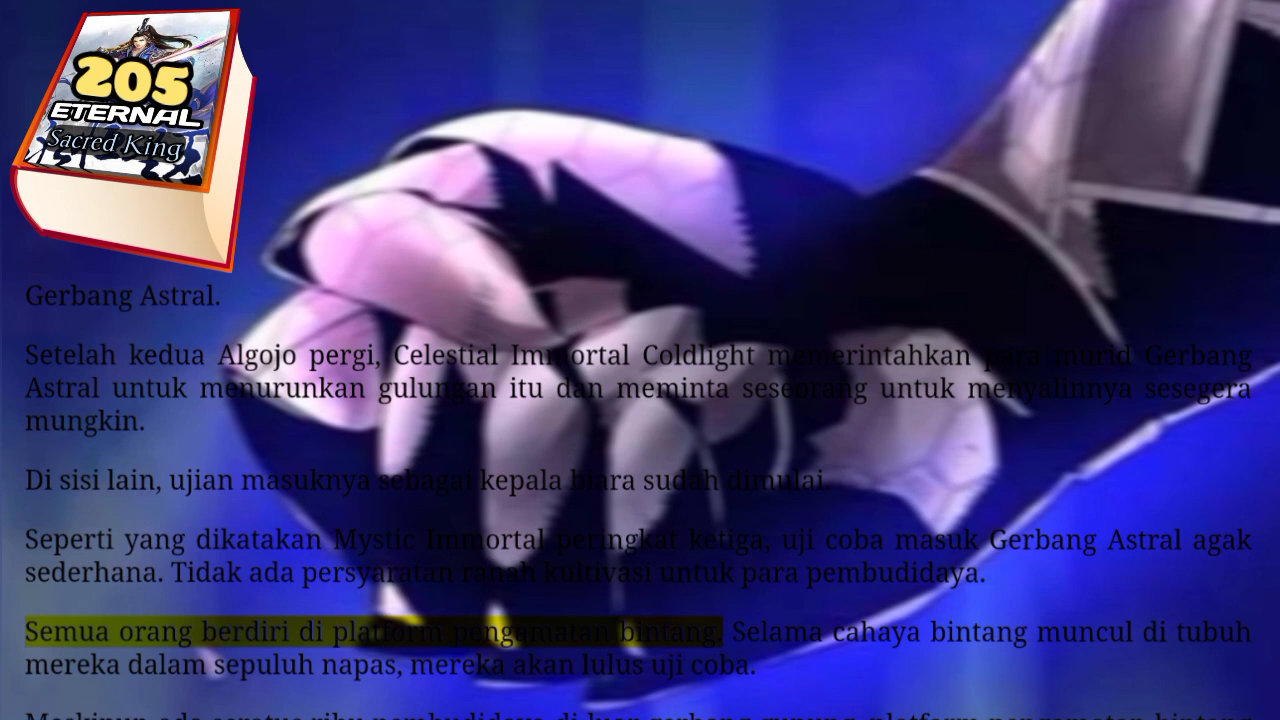 205
ETERNAL
Sacred King
Gerbang Astral.
Setelah kedua Algojo pergi, Celestial Immortal Coldlight memerintahkan para murid Gerbang
Astral untuk menurunkan gulungan itu dan meminta seseorang untuk menyalinnya sesegera
mungkin.
Di sisi lain, ujian masuknya sebagai kepala biara sudah dimulai.
Seperti yang dikatakan Mystic Immortal peringkat ketiga, uji coba masuk Gerbang Astral agak
sederhana. Tidak ada persyaratan ranah kultivasi untuk para pembudidaya.
Semua orang berdiri di platform pengamatan bintang. Selama cahaya bintang muncul di tubuh
mereka dalam sepuluh napas, mereka akan lulus uji coba.